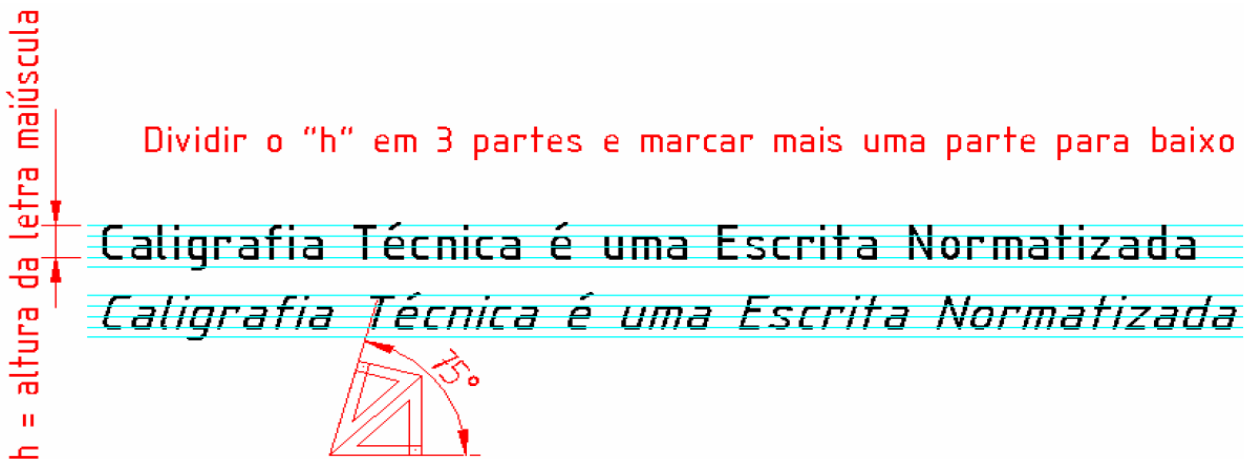 h = altura da letra maiúscula
Dividir o "h" em 3 partes e marcar mais uma parte para baixo
Caligrafia Técnica é uma Escrita Normatizada
Caligrafia Técnica é uma Escrita Normatizada
75°